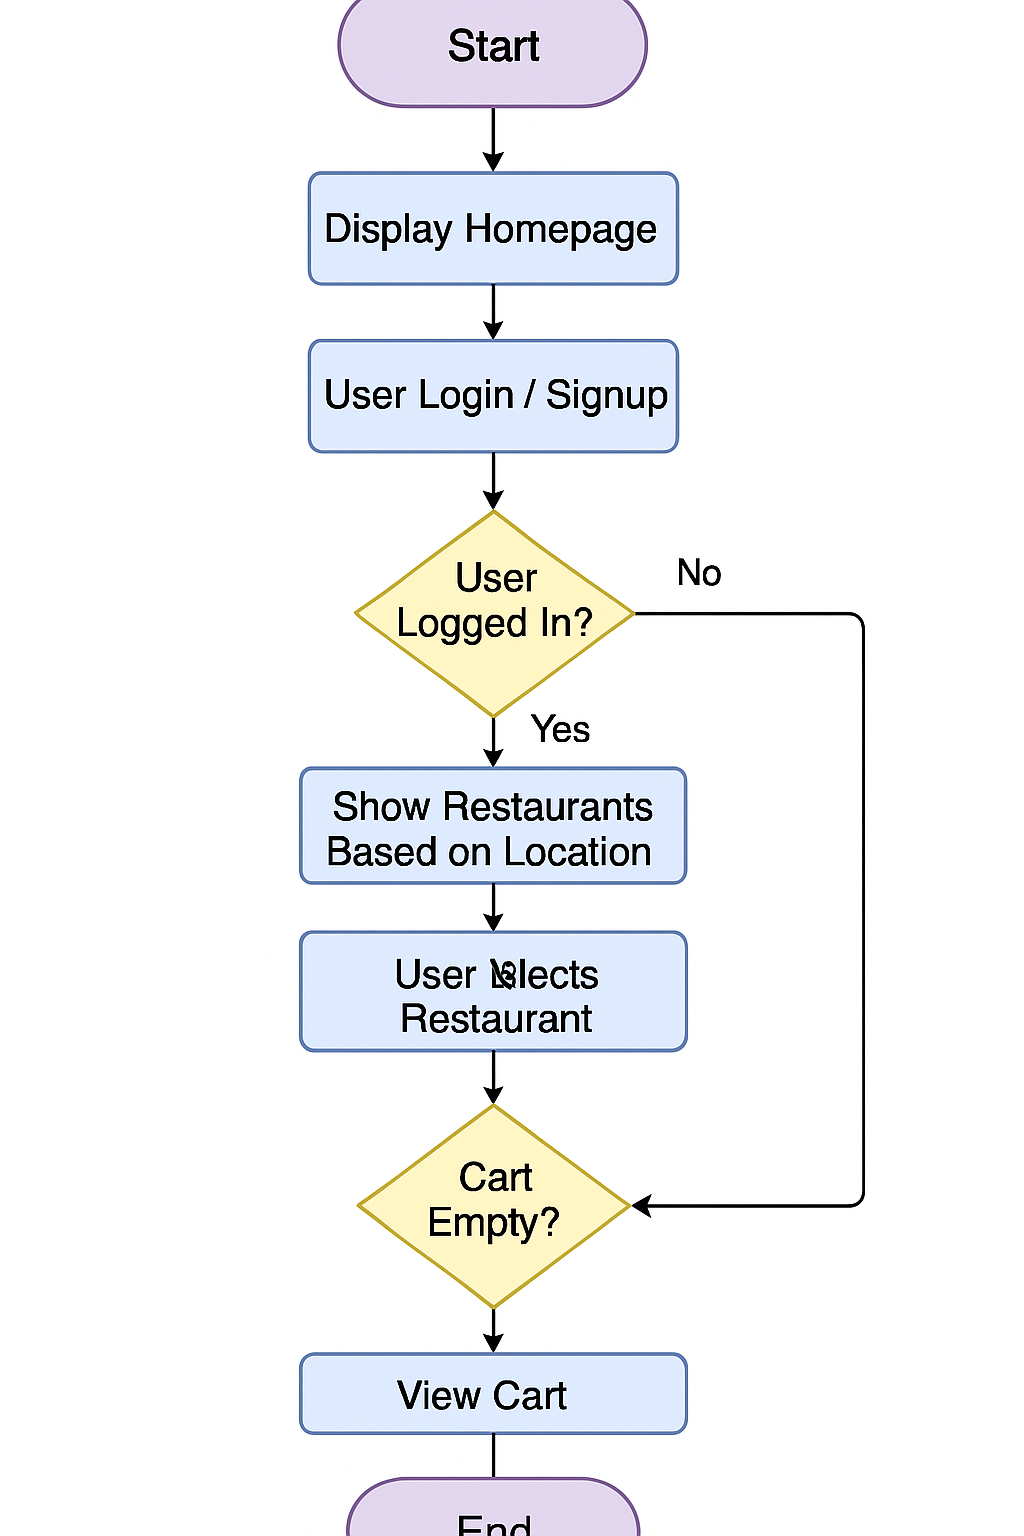 Start
Display Homepage
User Login / Signup
User
Logged In?
No
Yes
Show Restaurants
Based on Location
User
Restaurant
Cart
Empty?
View Cart
End